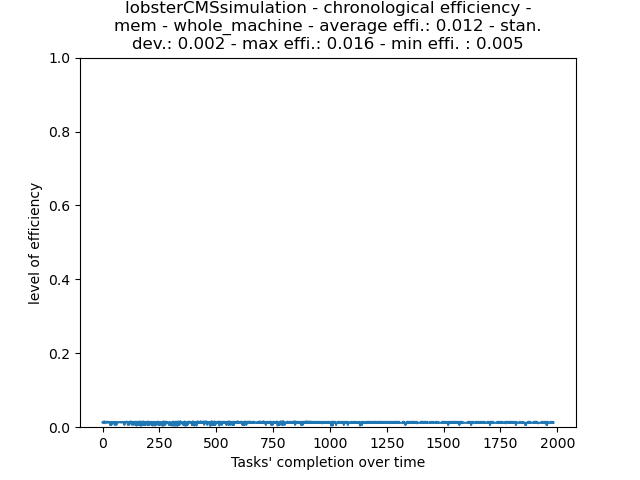 lobsterCMSsimulation - chronological efficiency -
mem - whole_machine - average effi.: 0.012 - stan.
dev.: 0.002 - max effi.: 0.016 - min effi. : 0.005
1.0
0.8
0.6
0.4
0.2
0.0
level of efficiency
0 250 500 750 1000 1250 1500 1750 2000
Tasks' completion over time